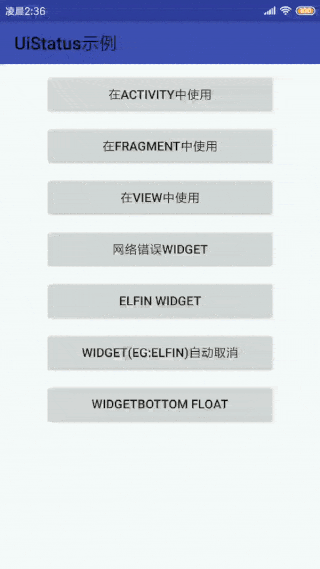 凌晨2:36
UiStatus示例
在ACTIVITY中使用
在FRAGMENT中使用
在VIEW中使用
网络错误WIDGET
ELFIN WIDGET
WIDGET(EG:ELFIN)自动取消
WIDGETBOTTOM FLOAT